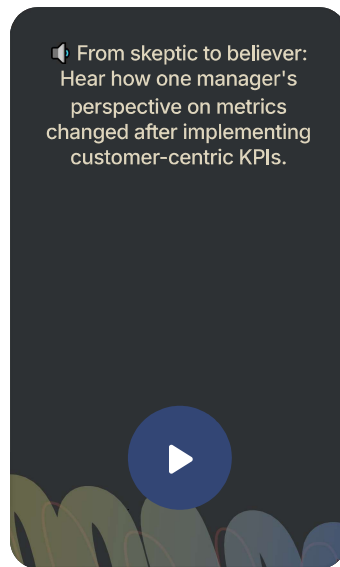 🔊 From skeptic to believer:
Hear how one manager's
perspective on metrics
changed after implementing
customer-centric KPIs.